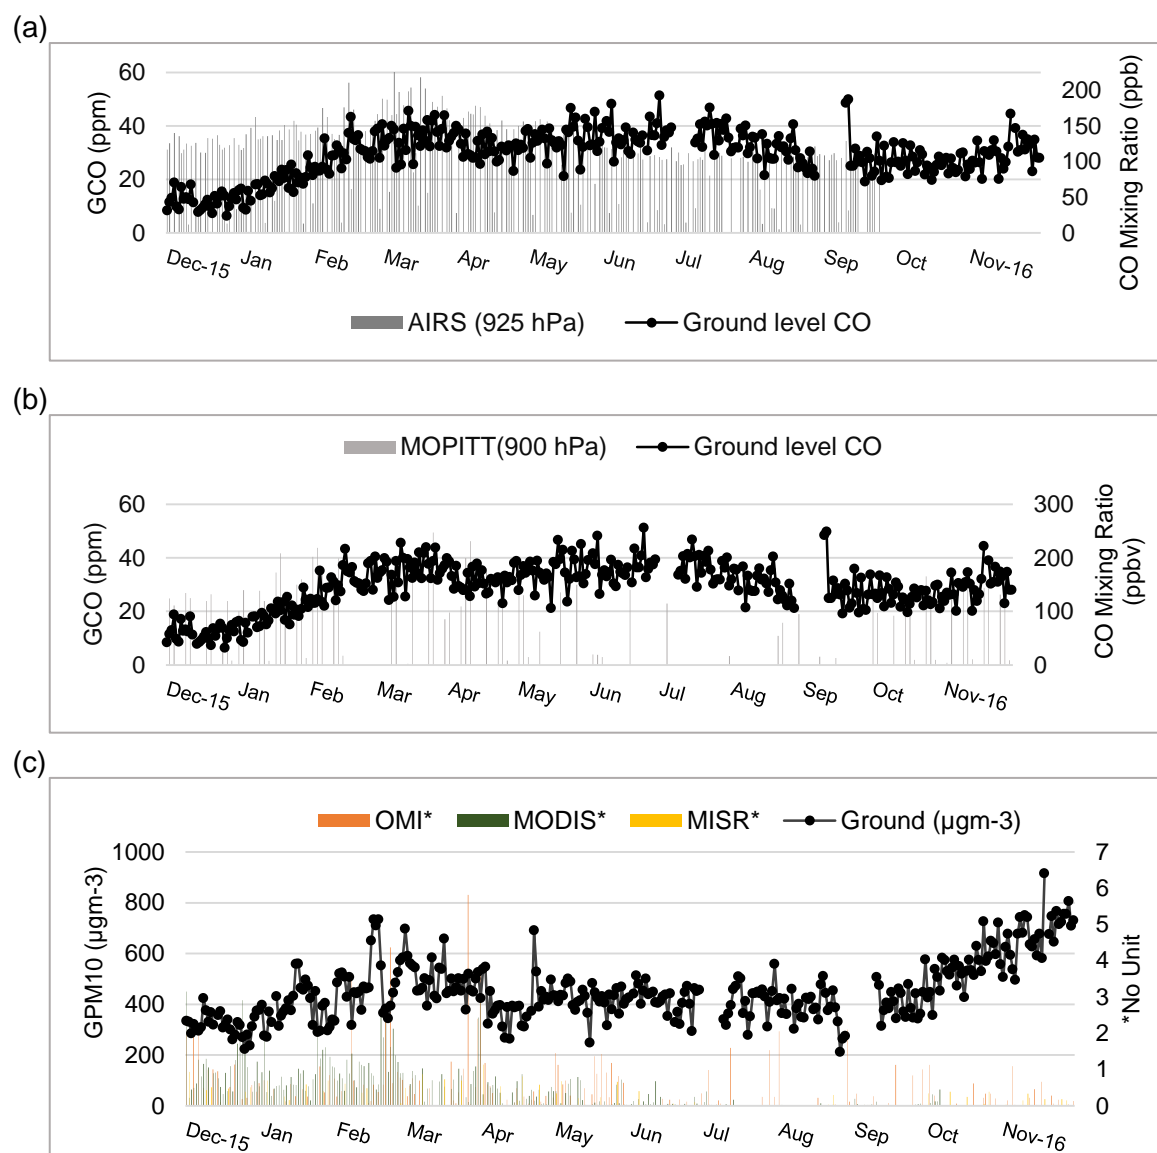 (a)
60
40
20
0
GCO (ppm)
200
150
100
50
0
CO Mixing Ratio (ppb)
Dec-15 Jan Feb Mar Apr May Jun Jul Aug Sep Oct Nov-16
AIRS (925 hPa) Ground level CO
(b)
MOPITT(900 hPa) Ground level CO
60
40
20
0
GCO (ppm)
300
200
100
0
CO Mixing Ratio
(ppbv)
Dec-15 Jan Feb Mar Apr May Jun Jul Aug Sep Oct Nov-16
(c)
OMI* MODIS* MISR* Ground (µgm-3)
1000
800
600
400
200
0
GPM10 (µgm-3)
7
6
5
4
3
2
1
0
*No Unit
Dec-15 Jan Feb Mar Apr May Jun Jul Aug Sep Oct Nov-16